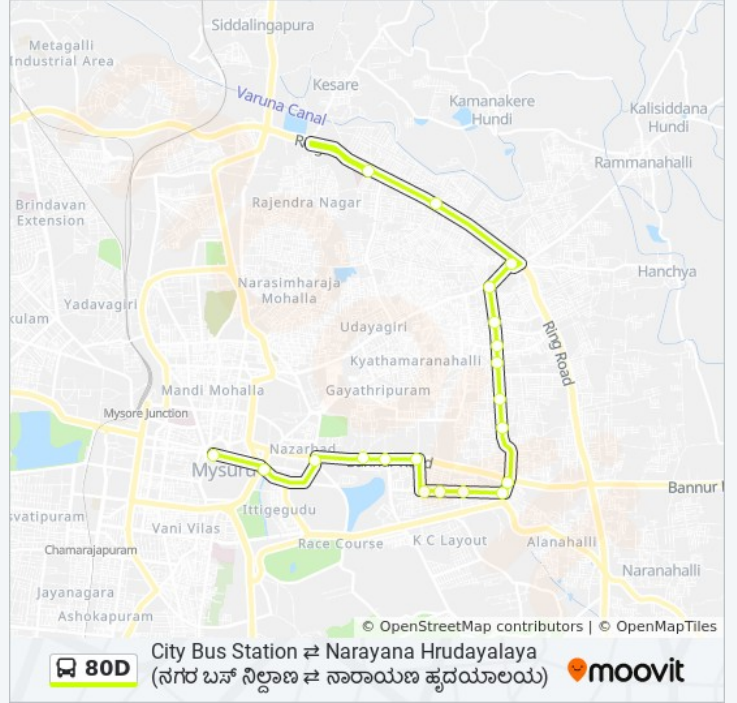 Siddalingapura
Metagalli
Industrial Area
Kesare
Varuna Canal
Kamanakere
Hundi
Kalisiddana
Hundi
Rammanahalli
Brindavan
Extension
Rajendra Nagar
Hanchya
Narasimharaja
Mohalla
Yadavagiri
kulam
Udayagiri
Ring Road
Kyathamaranahalli
Mandi Mohalla
Gayathripuram
Mysore Junction
Nazarbad
Mysuru
Bannur
svatipuram
Ittigegudu
Vani Vilas
Race Course
K C Layout
Alanahalli
Chamarajapuram
Naranahalli
Jayanagara
Ashokapuram
© OpenStreetMap contributors | © OpenMapTiles
80D
City Bus Station ⇄ Narayana Hrudayalaya
(ನಗರ ಬಸ್ ನಿಲ್ದಾಣ ⇄ ನಾರಾಯಣ ಹೃದಯಾಲಯ)
moovit